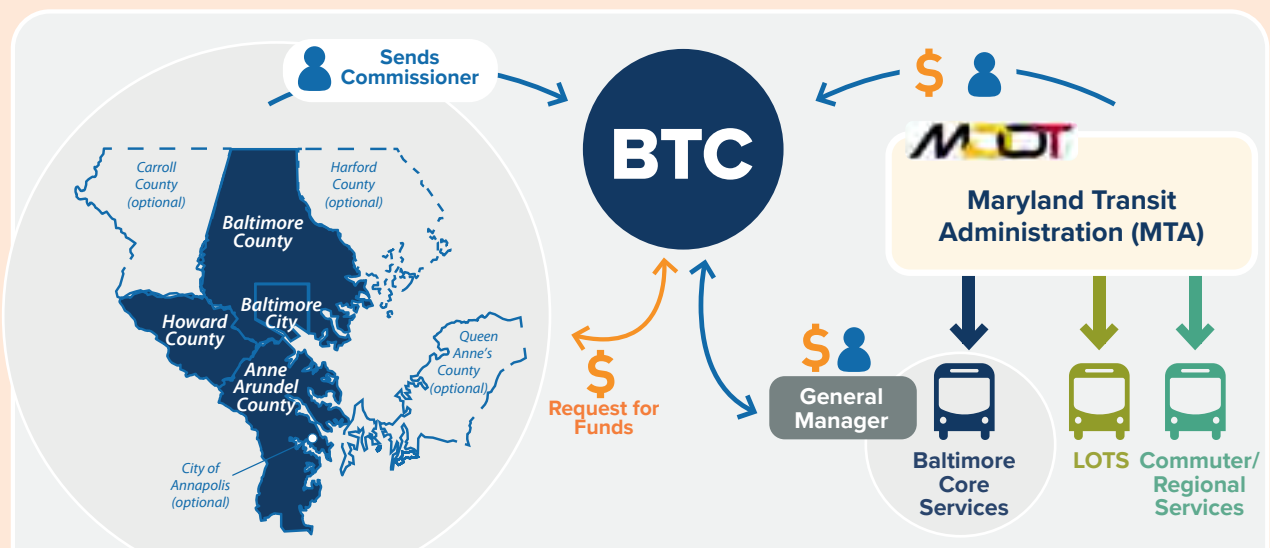 Sends
Commissioner
BTC
$
MDOT
Maryland Transit
Administration (MTA)
Carroll
County
(optional)
Harford
County
(optional)
Baltimore
County
Baltimore
City
Howard
County
Anne
Arundel
County
Queen
Anne's
County
(optional)
City of
Annapolis
(optional)
$
Request for
Funds
$
General
Manager
Baltimore
Core
Services
LOTS
Commuter/
Regional
Services